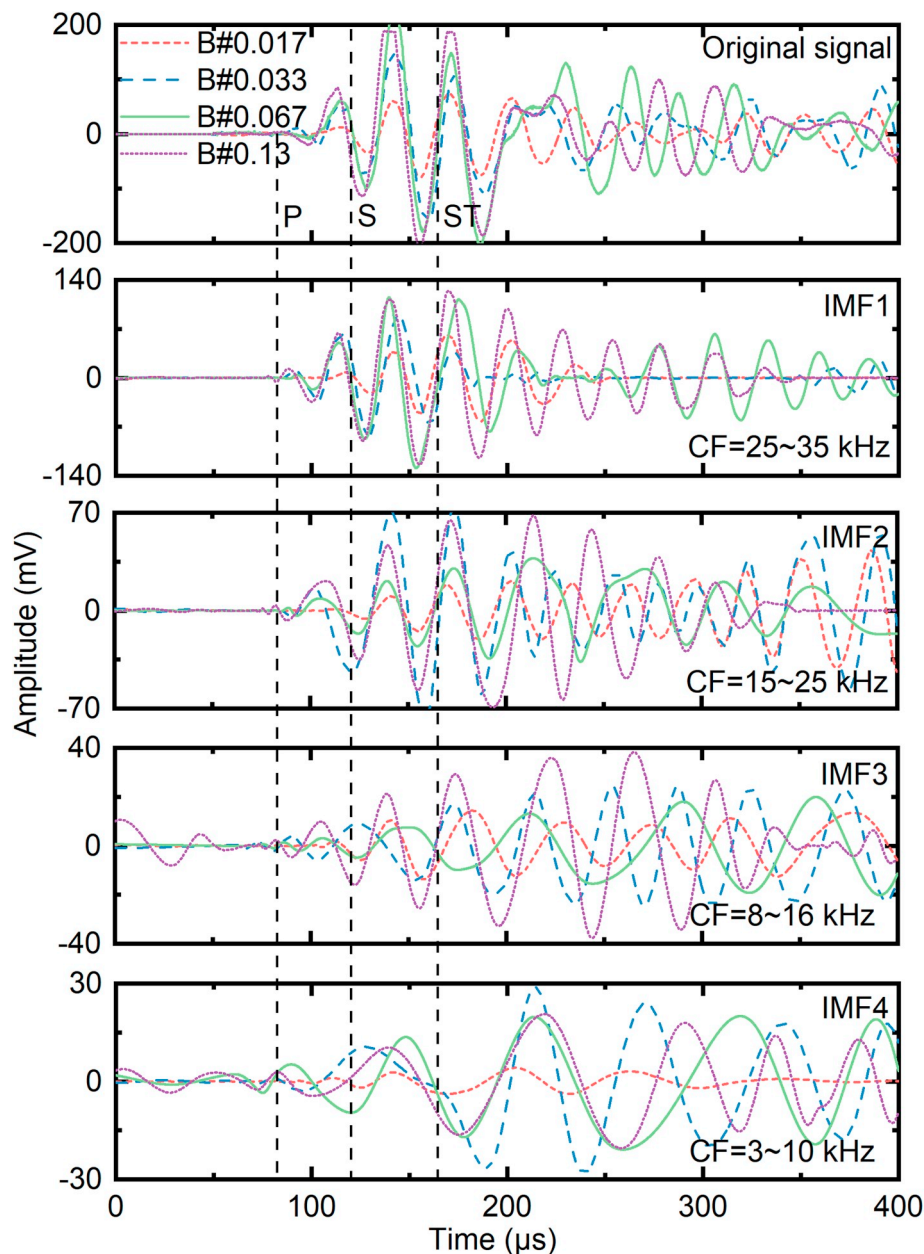 200
B#0.017
Original signal
B#0.033
100
B#0.067
0
B#0.13
-100
P
S
ST
-200
140
IMF1
0
CF=25~35 kHz
-140
70
IMF2
0
CF=15~25 kHz
-70
40
IMF3
0
CF=8~16 kHz
-40
30
IMF4
0
CF=3~10 kHz
-30
0 100 200 300 400
Time (μs)
Amplitude (mV)